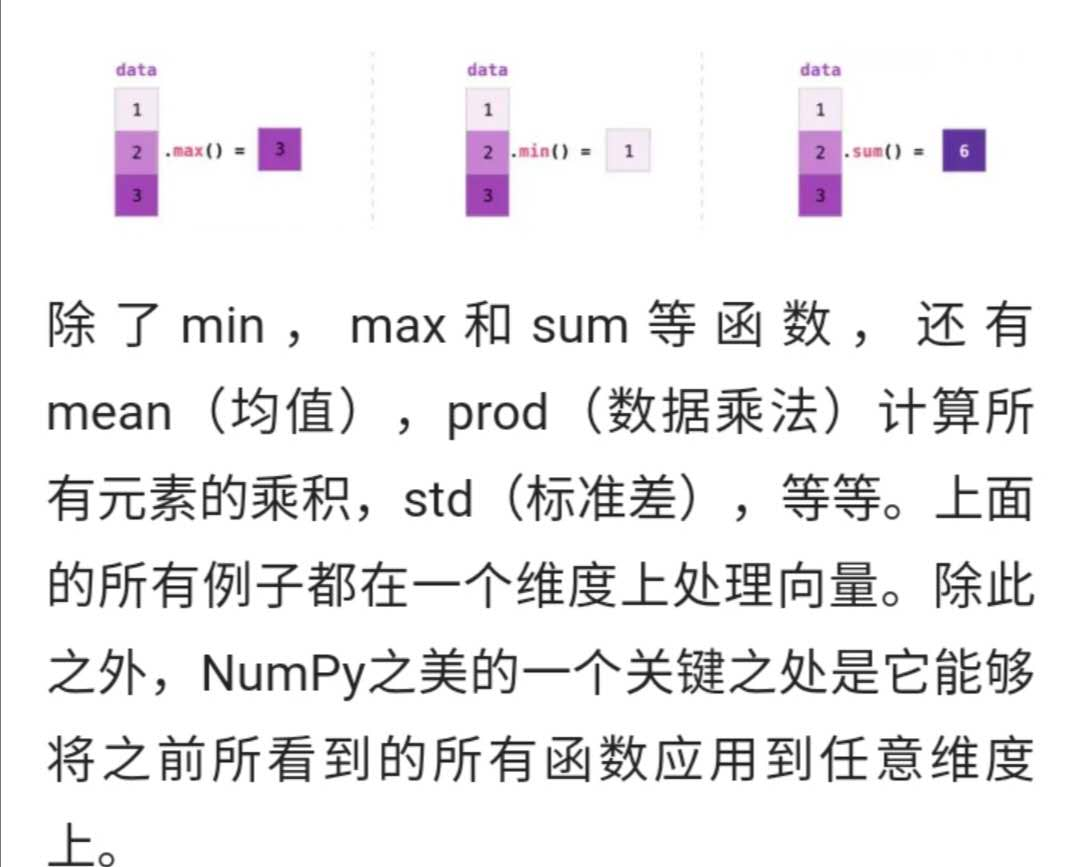 data data data
1 1 1
2 .max() = 3 2 .min() = 1 2 .sum() = 6
3 3 3
除了min，max和sum等函数，还有
mean（均值），prod（数据乘法）计算所
有元素的乘积，std（标准差），等等。上面
的所有例子都在一个维度上处理向量。除此
之外，NumPy之美的一个关键之处是它能够
将之前所看到的所有函数应用到任意维度
上。